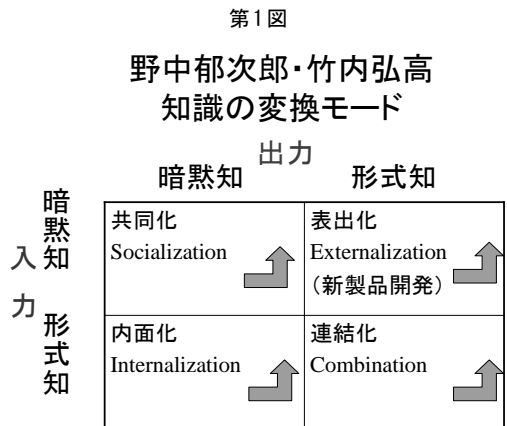 第1図
野中郁次郎・竹内弘高
知識の変換モード
出力
暗黙知 形式知
入力
暗黙知
共同化
Socialization
表出化
Externalization
（新製品開発）
形式知
内面化
Internalization
連結化
Combination